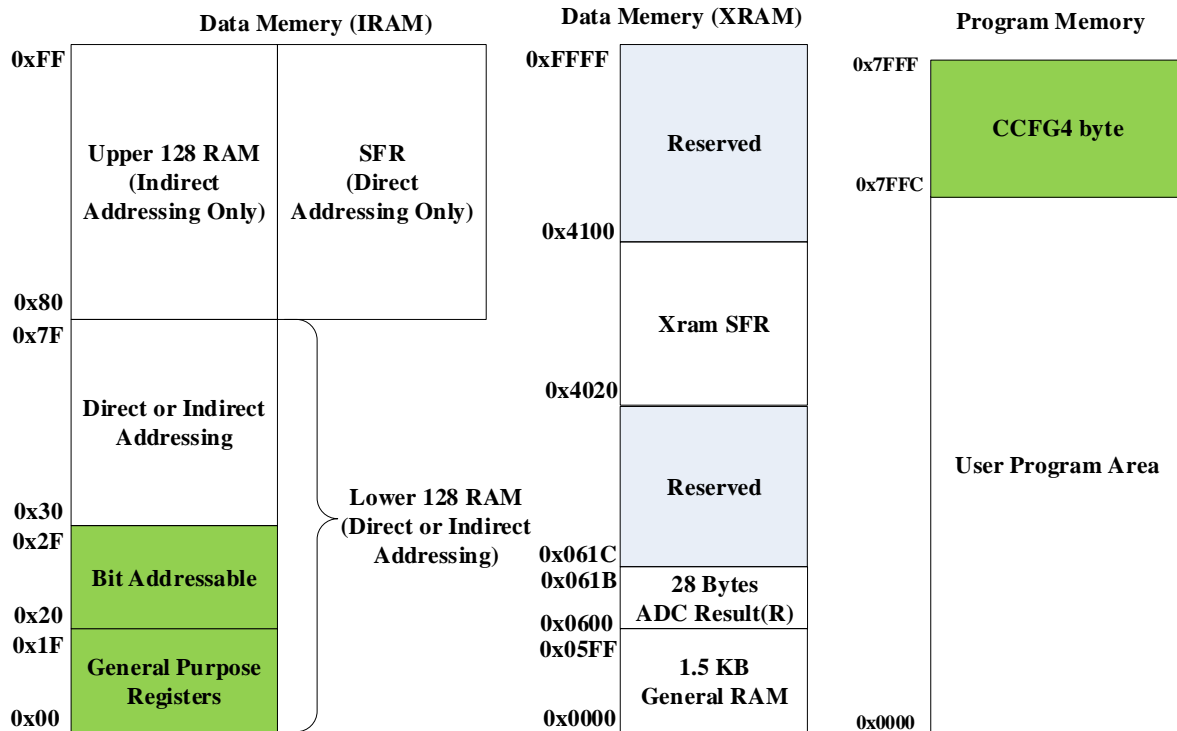 Data Memery (IRAM)
0xFF
Upper 128 RAM
(Indirect
Addressing Only)
SFR
(Direct
Addressing Only)
0x80
0x7F
Direct or Indirect
Addressing
0x30
0x2F
Bit Addressable
0x20
0x1F
General Purpose
Registers
0x00
Lower 128 RAM
(Direct or Indirect
Addressing)
Data Memery (XRAM)
0xFFFF
Reserved
0x4100
Xram SFR
0x4020
Reserved
0x061C
0x061B
28 Bytes
ADC Result(R)
0x0600
0x05FF
1.5 KB
General RAM
0x0000
Program Memory
0x7FFF
CCFG4 byte
0x7FFC
User Program Area
0x0000